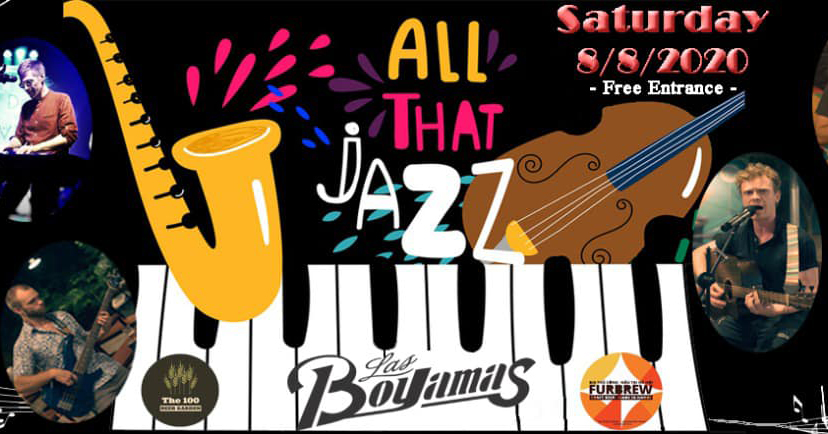 Saturday
8/8/2020
- Free Entrance -
ALL
THAT
jAZZ
Las
Boyamas
The 100
BEER GARDEN
FURBREW